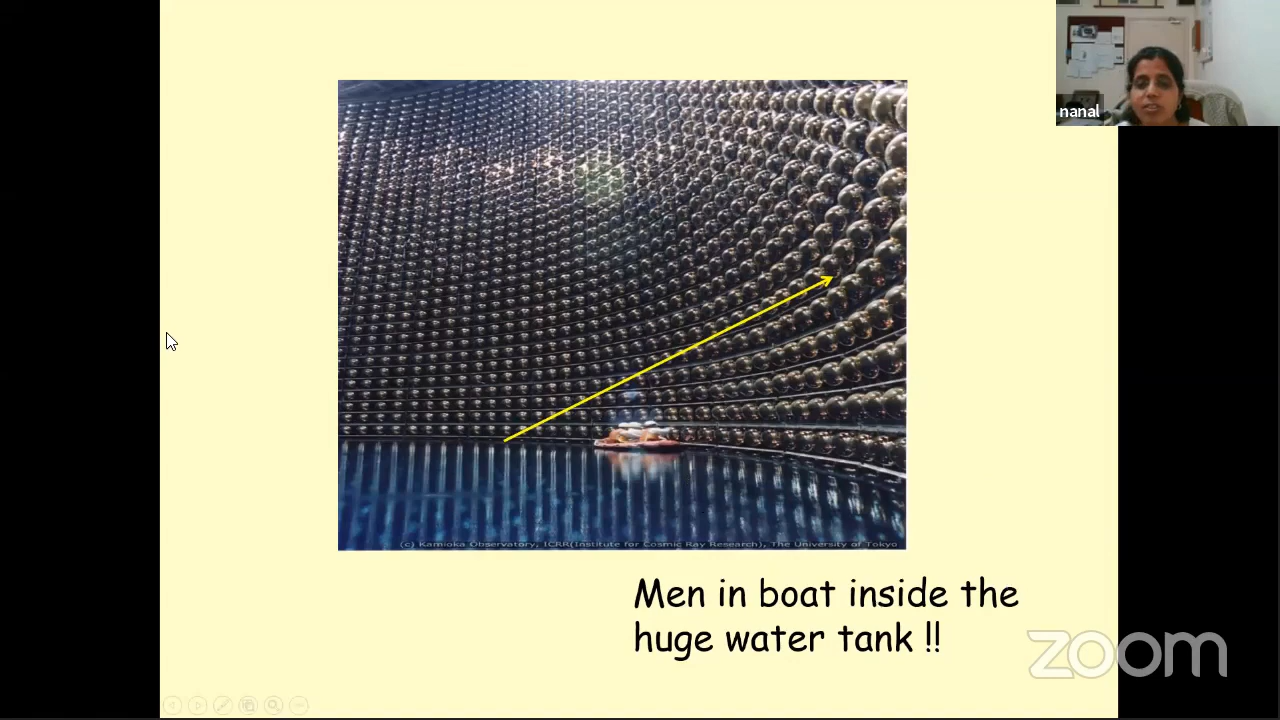 nanal
(c) Kamioka Observatory, ICRR(Institute for Cosmic Ray Research), The University of Tokyo
Men in boat inside the
huge water tank !!
zoom